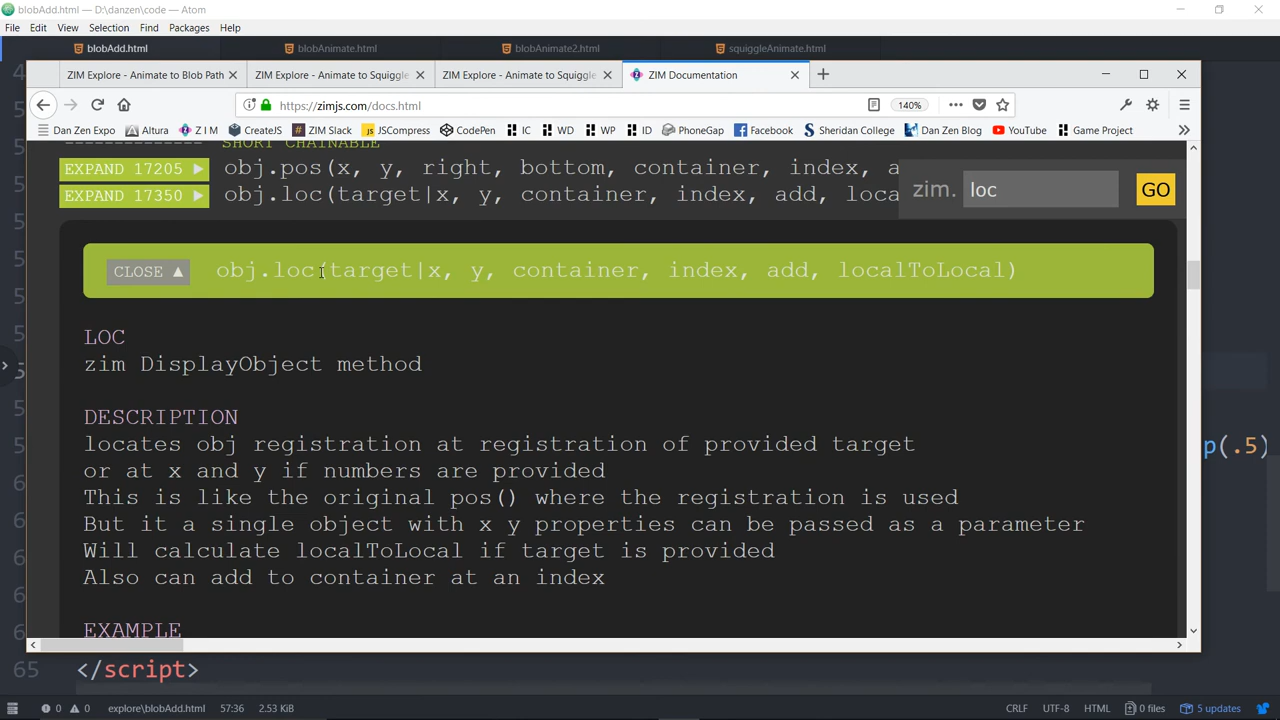 blobAdd.html — D:\danzen\code — Atom
File Edit View Selection Find Packages Help
blobAdd.html blobAnimate.html blobAnimate2.html squiggleAnimate.html
ZIM Explore - Animate to Blob Path ZIM Explore - Animate to Squiggle ZIM Explore - Animate to Squiggle ZIM Documentation
https://zimjs.com/docs.html 140%
Dan Zen Expo Altura Z I M CreateJS ZIM Slack JSCompress CodePen IC WD WP ID PhoneGap Facebook Sheridan College Dan Zen Blog YouTube Game Project
-------------- SHORT CHAINABLE
EXPAND 17205 ▶ obj.pos(x, y, right, bottom, container, index, a
EXPAND 17350 ▶ obj.loc(target|x, y, container, index, add, loca
zim. loc GO
CLOSE ▲ obj.loc(target|x, y, container, index, add, localToLocal)
LOC
zim DisplayObject method
DESCRIPTION
locates obj registration at registration of provided target
or at x and y if numbers are provided
This is like the original pos() where the registration is used
But it a single object with x y properties can be passed as a parameter
Will calculate localToLocal if target is provided
Also can add to container at an index
EXAMPLE
p(.5)
65 </script>
0 0 explore\blobAdd.html 57:36 2.53 KiB CRLF UTF-8 HTML 0 files 5 updates